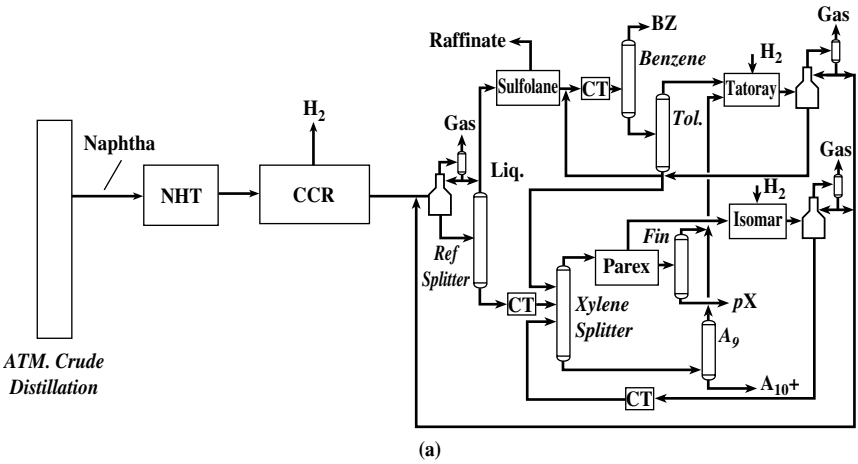 Gas
BZ
Raffinate
Benzene
H₂
Sulfolane
CT
Tatoray
Tol.
H₂
Gas
Naphtha
Gas
Liq.
NHT
CCR
H₂
Isomar
Fin
Parex
Ref
Splitter
CT
Xylene
Splitter
pX
A₉
ATM. Crude
Distillation
A₁₀+
CT
(a)